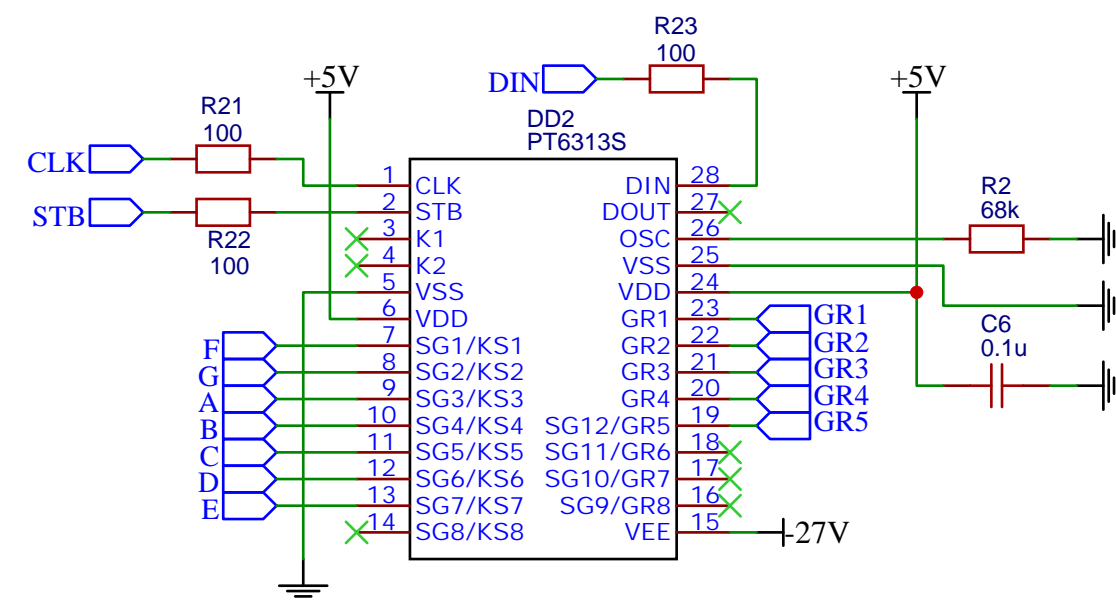 R23
100
DIN
+5V
+5V
DD2
PT6313S
R21
100
CLK
STB
R22
100
1 CLK
2 STB
3 K1
4 K2
5 VSS
6 VDD
7 SG1/KS1
8 SG2/KS2
9 SG3/KS3
10 SG4/KS4
11 SG5/KS5
12 SG6/KS6
13 SG7/KS7
14 SG8/KS8
DIN 28
DOUT 27
OSC 26
VSS 25
VDD 24
GR1 23
GR2 22
GR3 21
GR4 20
SG12/GR5 19
SG11/GR6 18
SG10/GR7 17
SG9/GR8 16
VEE 15
F
G
A
B
C
D
E
R2
68k
GR1
GR2
GR3
GR4
GR5
C6
0.1u
-27V